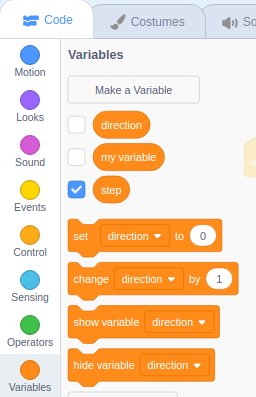 Code
Costumes
So
Motion
Looks
Sound
Events
Control
Sensing
Operators
Variables
Variables
Make a Variable
direction
my variable
step
set direction to 0
change direction by 1
show variable direction
hide variable direction